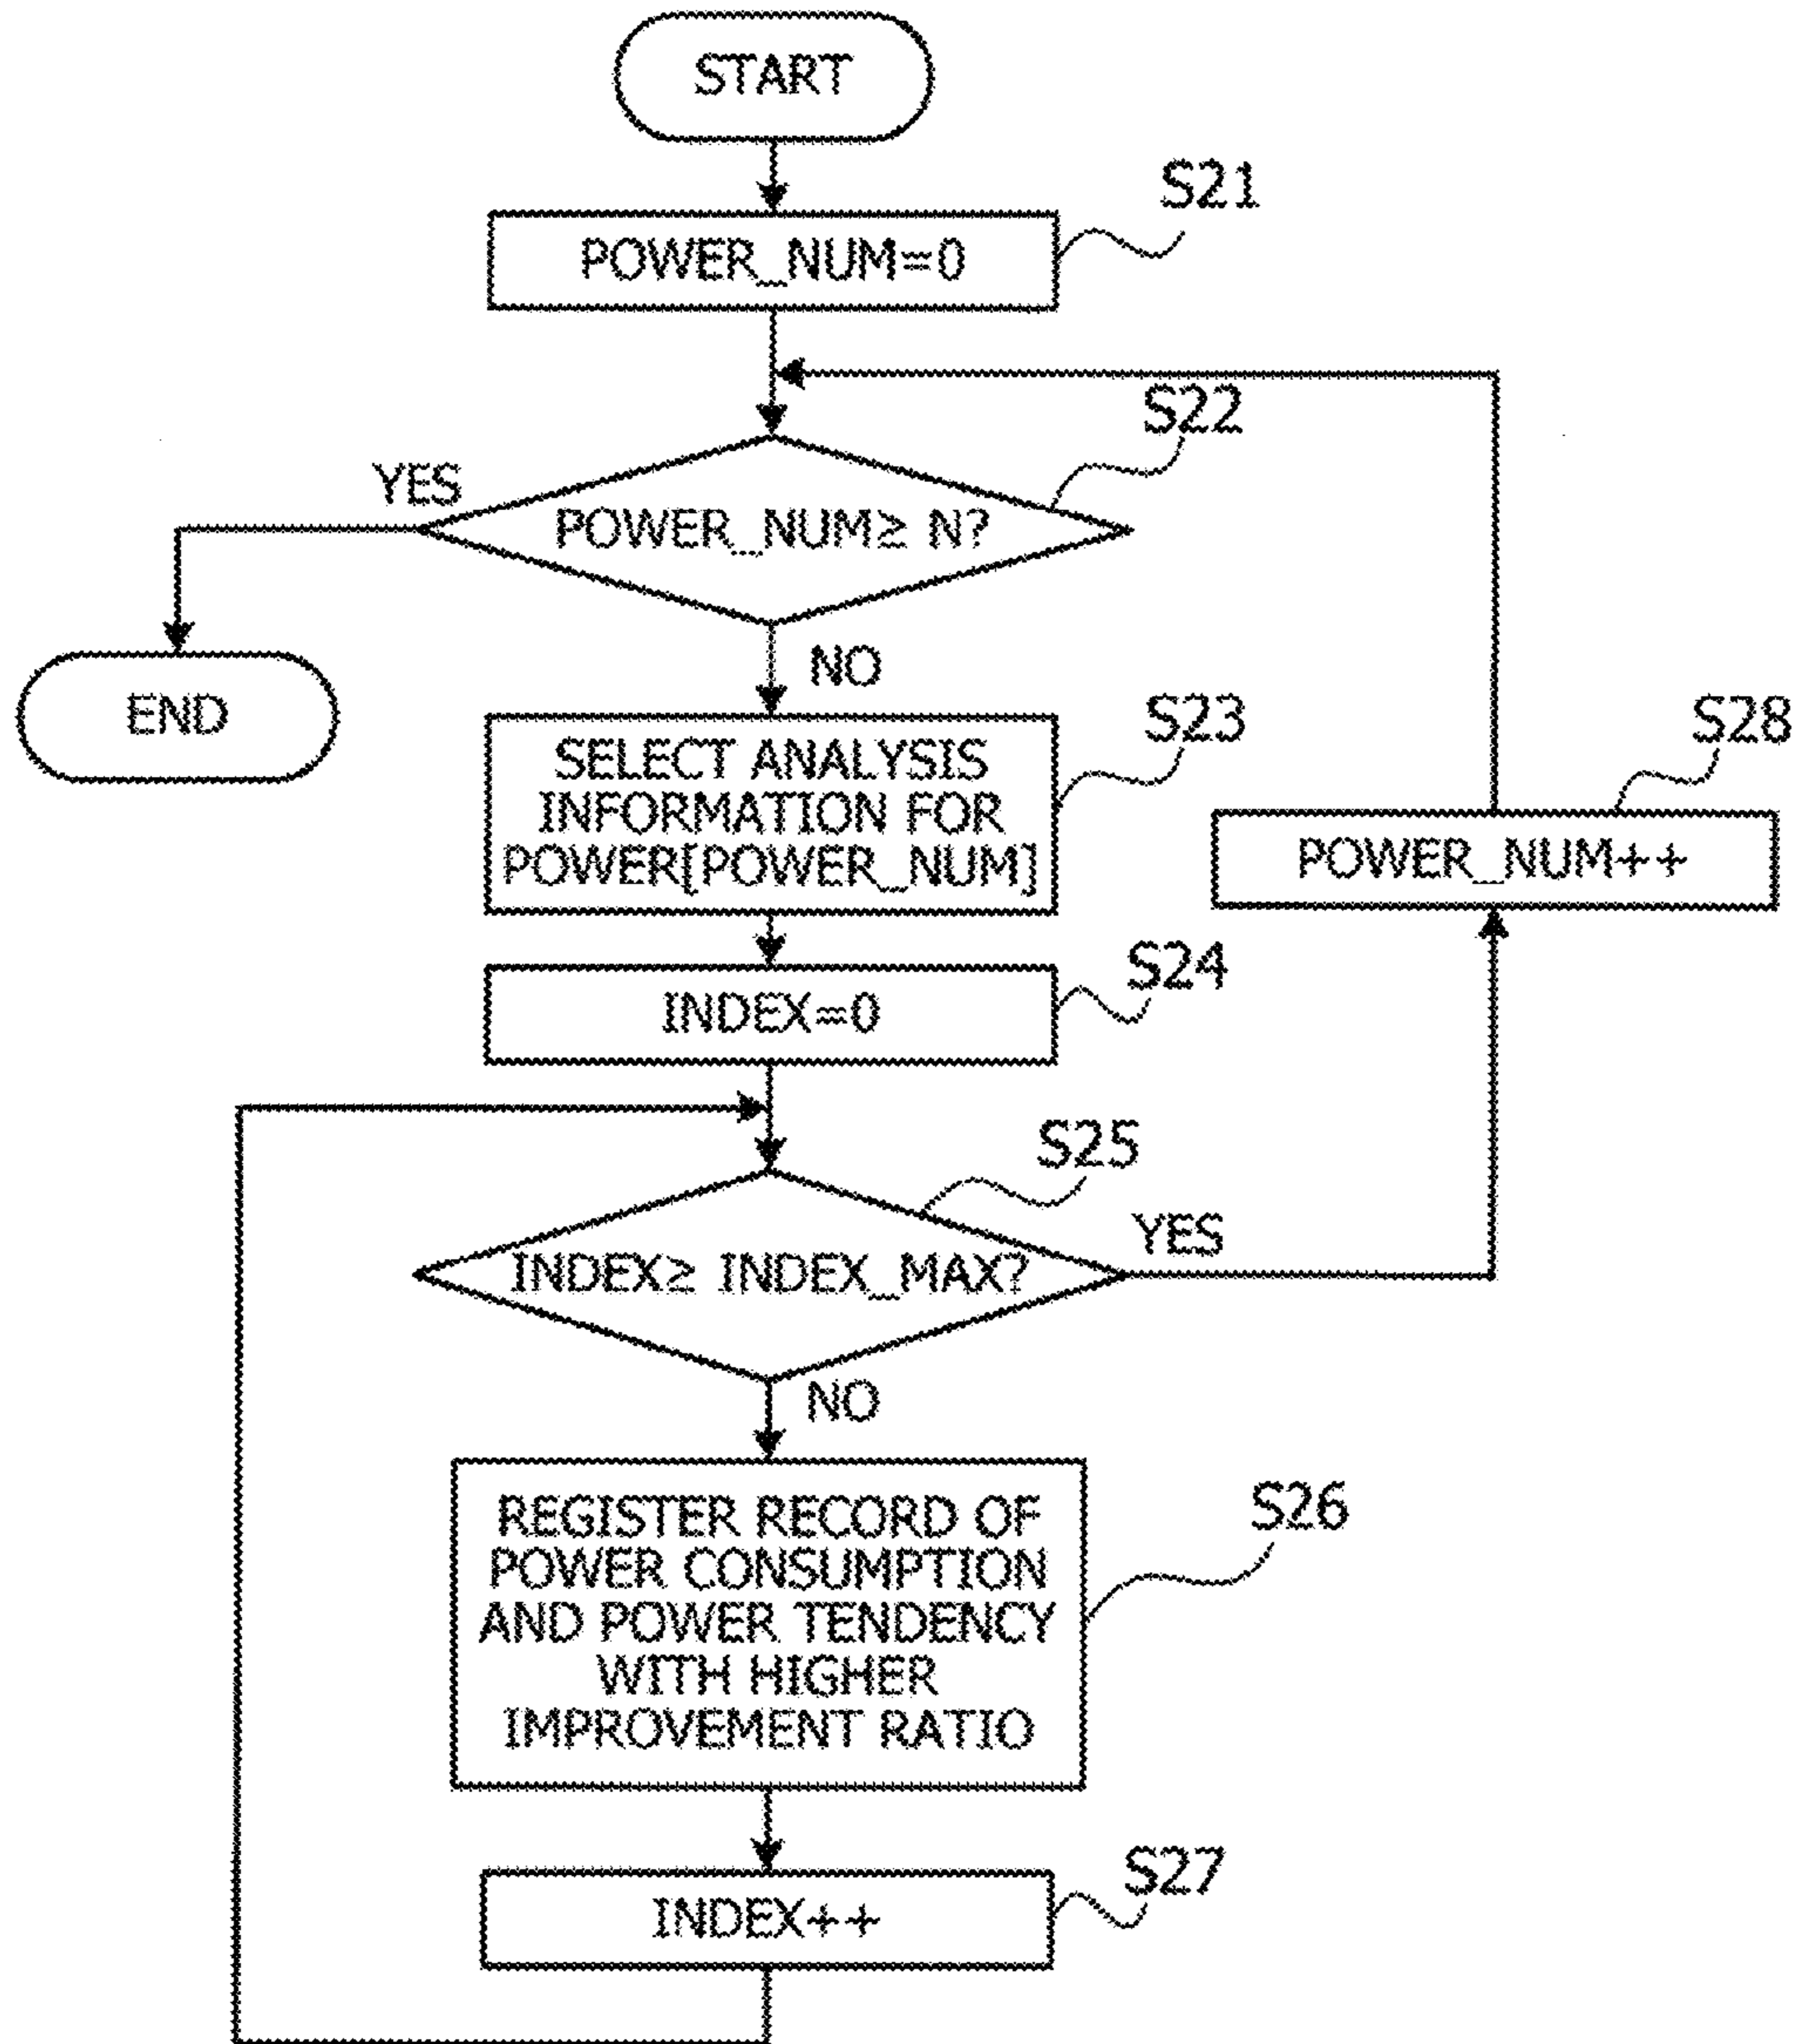 START
S21
POWER_NUM=0
S22
YES
POWER_NUM≥ N?
NO
END
S23
SELECT ANALYSIS
INFORMATION FOR
POWER[POWER_NUM]
S28
POWER_NUM++
S24
INDEX=0
S25
YES
INDEX≥ INDEX_MAX?
NO
S26
REGISTER RECORD OF
POWER CONSUMPTION
AND POWER TENDENCY
WITH HIGHER
IMPROVEMENT RATIO
S27
INDEX++